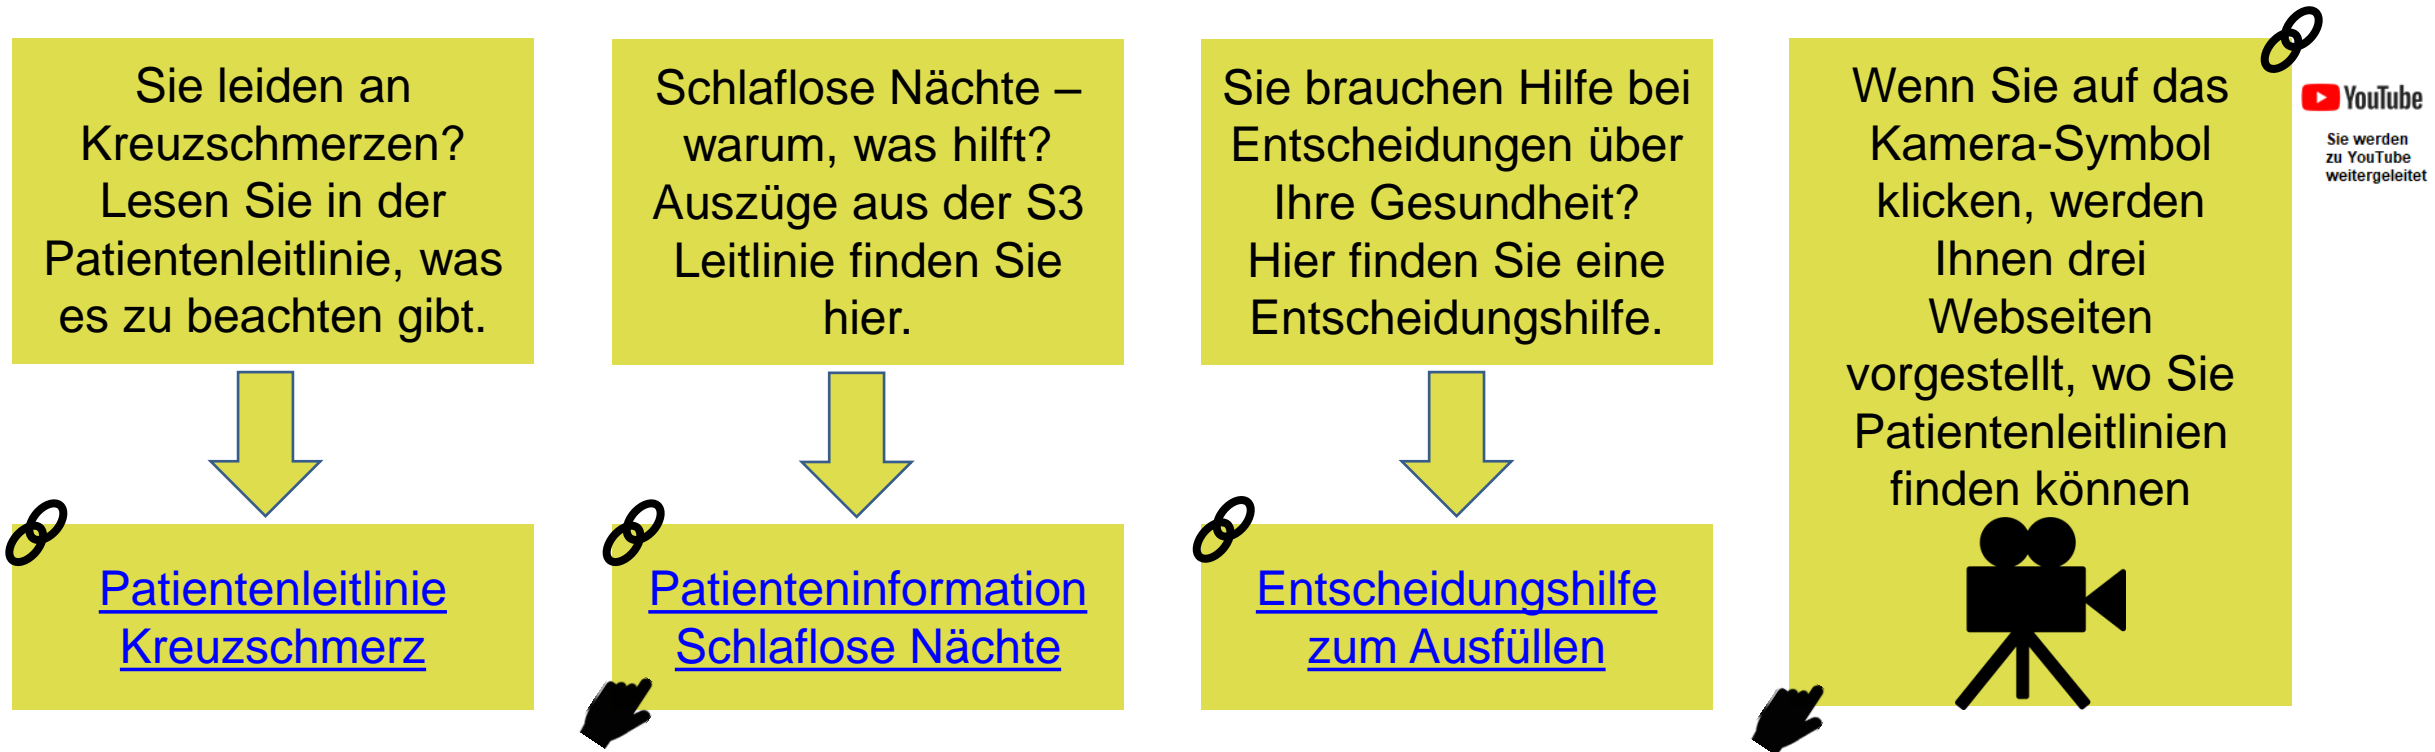 Sie leiden an
Kreuzschmerzen?
Lesen Sie in der
Patientenleitlinie, was
es zu beachten gibt.
Patientenleitlinie
Kreuzschmerz
Schlaflose Nächte –
warum, was hilft?
Auszüge aus der S3
Leitlinie finden Sie
hier.
Patienteninformation
Schlaflose Nächte
Sie brauchen Hilfe bei
Entscheidungen über
Ihre Gesundheit?
Hier finden Sie eine
Entscheidungshilfe.
Entscheidungshilfe
zum Ausfüllen
Wenn Sie auf das
Kamera-Symbol
klicken, werden
Ihnen drei
Webseiten
vorgestellt, wo Sie
Patientenleitlinien
finden können
YouTube
Sie werden
zu YouTube
weitergeleitet